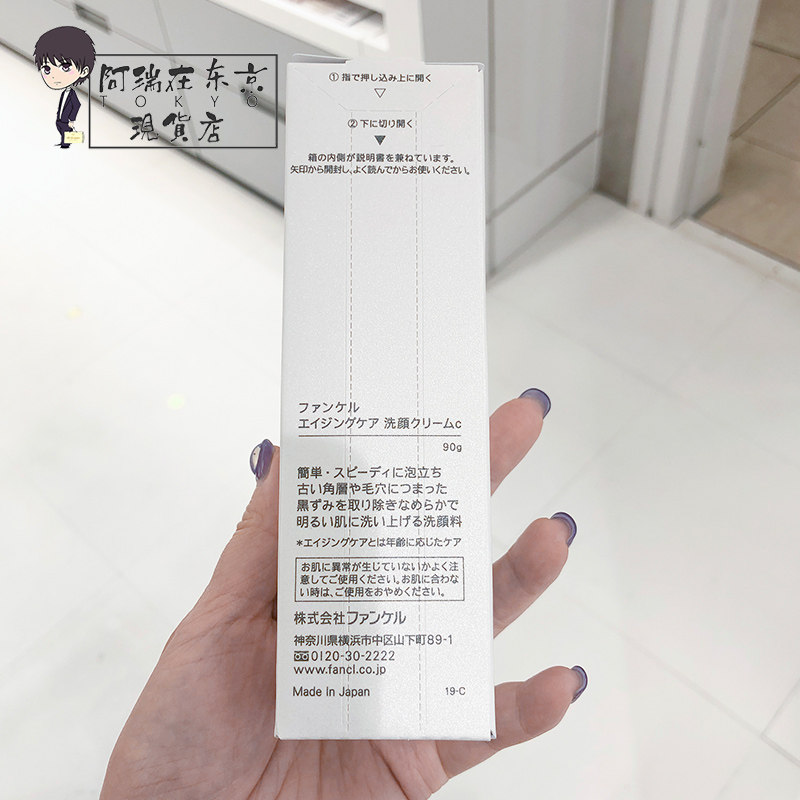 阿瑞在东京
TOKYO
現貨店
① 指で押し込み上に開く
② 下に切り開く
箱の内側が説明書を兼ねています。
矢印から開封し、よく読んでからお使いください。
ファンケル
エイジングケア 洗顔クリームc
90g
簡単・スピーディに泡立ち
古い角層や毛穴につまった
黒ずみを取り除きなめらかで
明るい肌に洗い上げる洗顔料
*エイジングケアとは年齢に応じたケア
お肌に異常が生じていないかよく注
意してご使用ください。お肌に合わな
い時は、ご使用をおやめください。
株式会社ファンケル
神奈川県横浜市中区山下町89-1
0120-30-2222
www.fancl.co.jp
Made In Japan 19-C